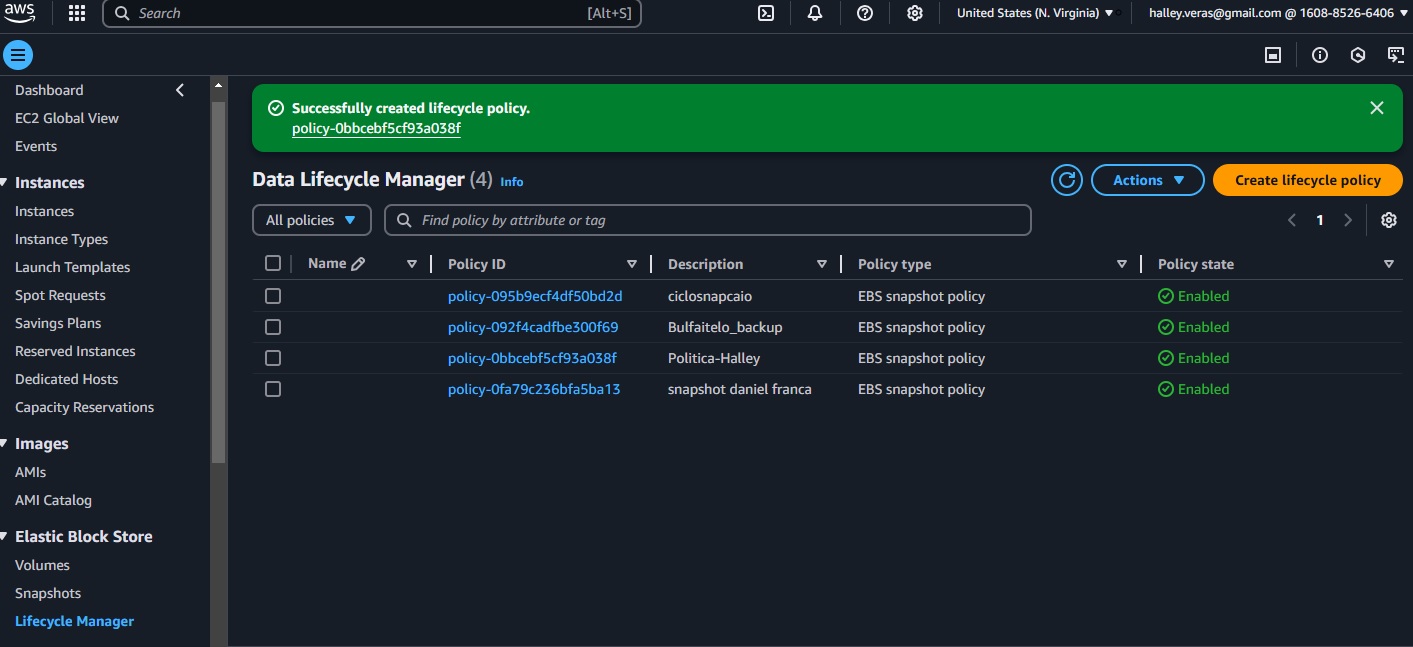 aws
Search [Alt+S] United States (N. Virginia) halley.veras@gmail.com @ 1608-8526-6406
Dashboard
EC2 Global View
Events
Instances
Instances
Instance Types
Launch Templates
Spot Requests
Savings Plans
Reserved Instances
Dedicated Hosts
Capacity Reservations
Images
AMIs
AMI Catalog
Elastic Block Store
Volumes
Snapshots
Lifecycle Manager
Successfully created lifecycle policy.
policy-0bbcebf5cf93a038f
Data Lifecycle Manager (4) Info Actions Create lifecycle policy
All policies Find policy by attribute or tag 1
Name Policy ID Description Policy type Policy state
policy-095b9ecf4df50bd2d ciclosnapcaio EBS snapshot policy Enabled
policy-092f4cadfbe300f69 Bulfaitelo_backup EBS snapshot policy Enabled
policy-0bbcebf5cf93a038f Politica-Halley EBS snapshot policy Enabled
policy-0fa79c236bfa5ba13 snapshot daniel franca EBS snapshot policy Enabled